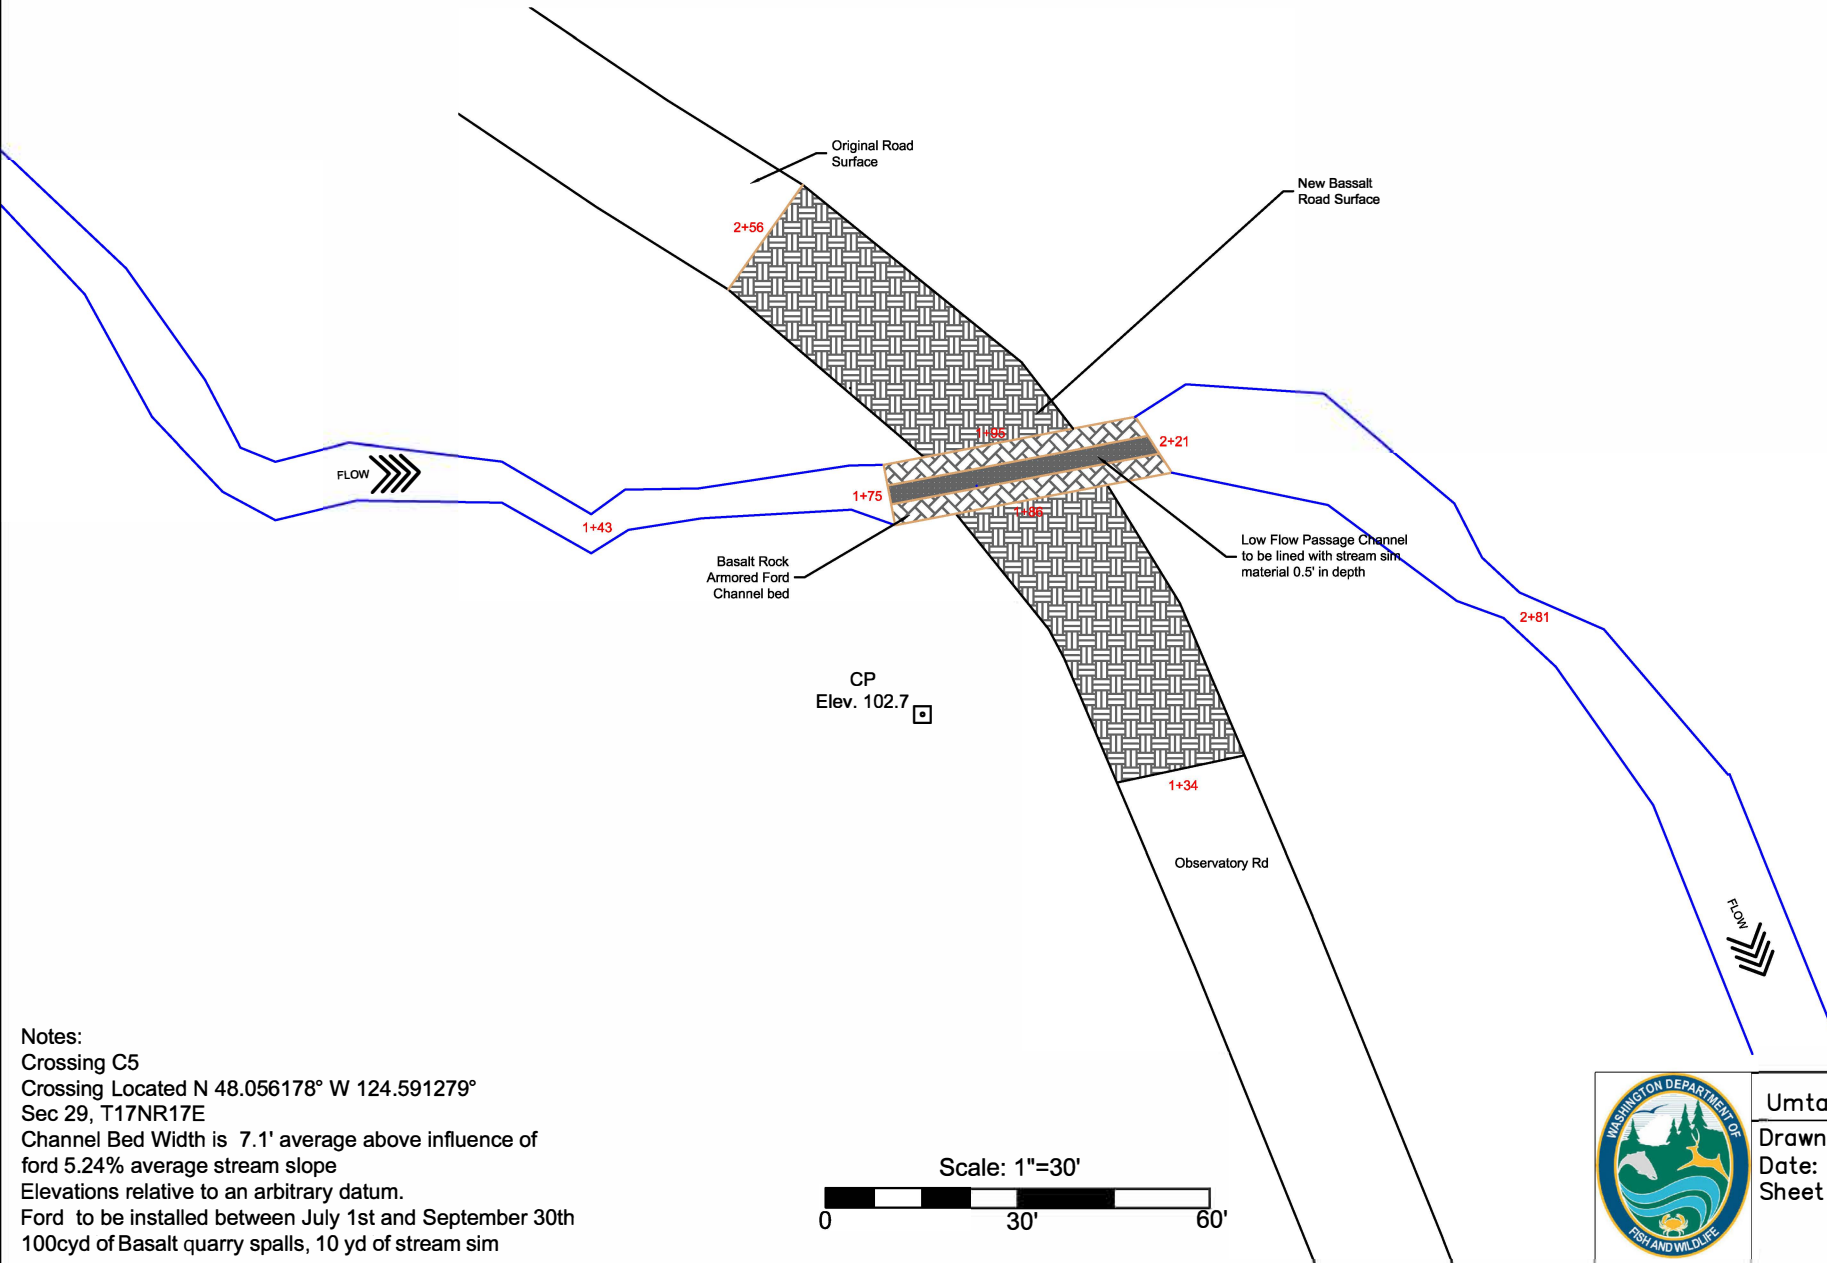 Original Road
Surface
New Bassalt
Road Surface
2+56
1+95
2+21
FLOW
1+75
1+43
1+86
Low Flow Passage Channel
to be lined with stream sim
material 0.5' in depth
Basalt Rock
Armored Ford
Channel bed
2+81
CP
Elev. 102.7
1+34
Observatory Rd
FLOW
Notes:
Crossing C5
Crossing Located N 48.056178° W 124.591279°
Sec 29, T17NR17E
Channel Bed Width is 7.1' average above influence of
ford 5.24% average stream slope
Elevations relative to an arbitrary datum.
Ford to be installed between July 1st and September 30th
100cyd of Basalt quarry spalls, 10 yd of stream sim
Scale: 1"=30'
0 30' 60'
WASHINGTON DEPARTMENT OF
FISH AND WILDLIFE
Umta
Drawn
Date:
Sheet